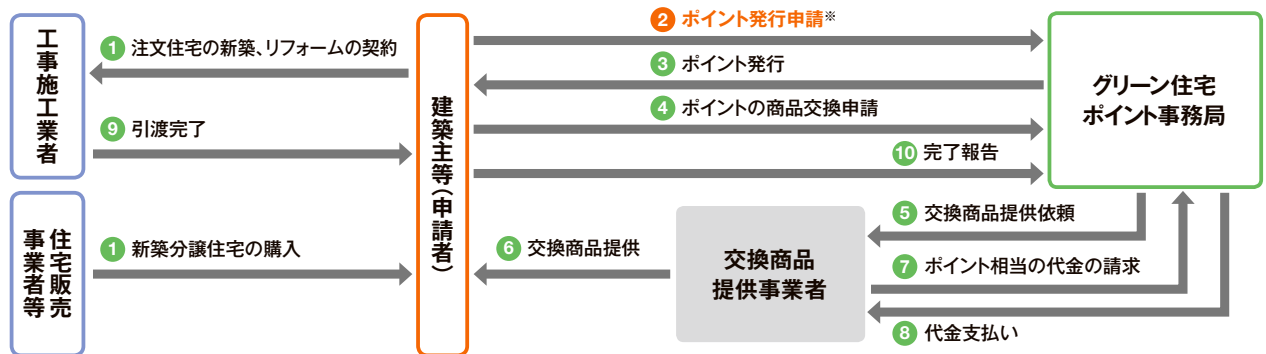 工事施工業者
1 注文住宅の新築、リフォームの契約
9 引渡完了
住宅販売
事業者等
1 新築分譲住宅の購入
建築主等(申請者)
2 ポイント発行申請※
3 ポイント発行
4 ポイントの商品交換申請
10 完了報告
グリーン住宅
ポイント事務局
5 交換商品提供依頼
6 交換商品提供
交換商品
提供事業者
7 ポイント相当の代金の請求
8 代金支払い